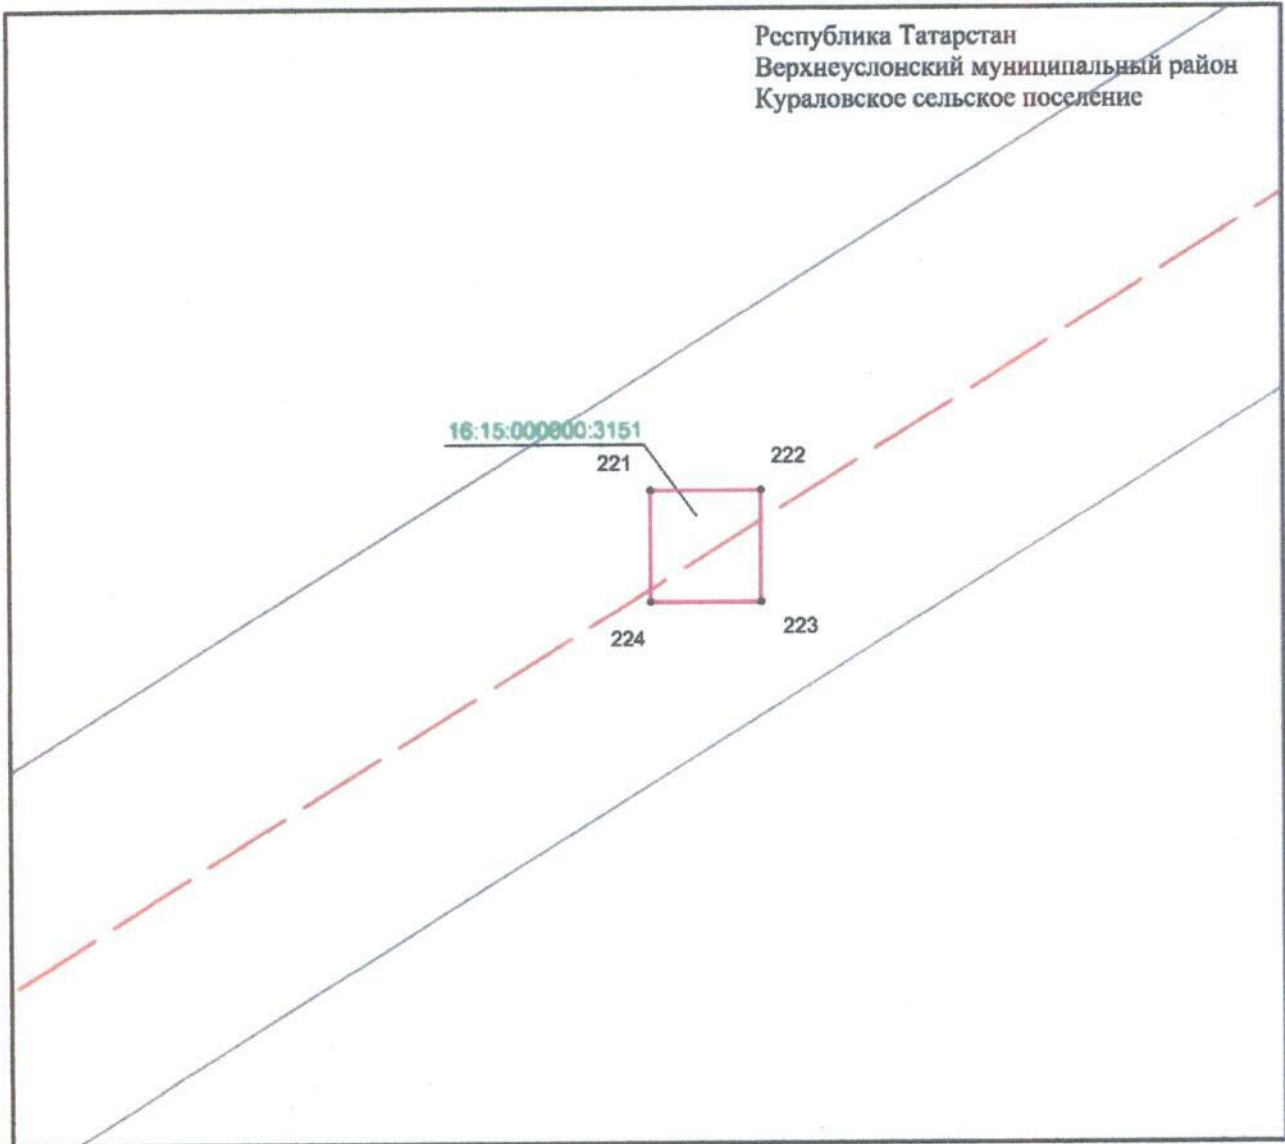 Республика Татарстан
Верхнеуслонский муниципальный район
Кураловское сельское поселение
16:15:000000:3151
221
222
224
223